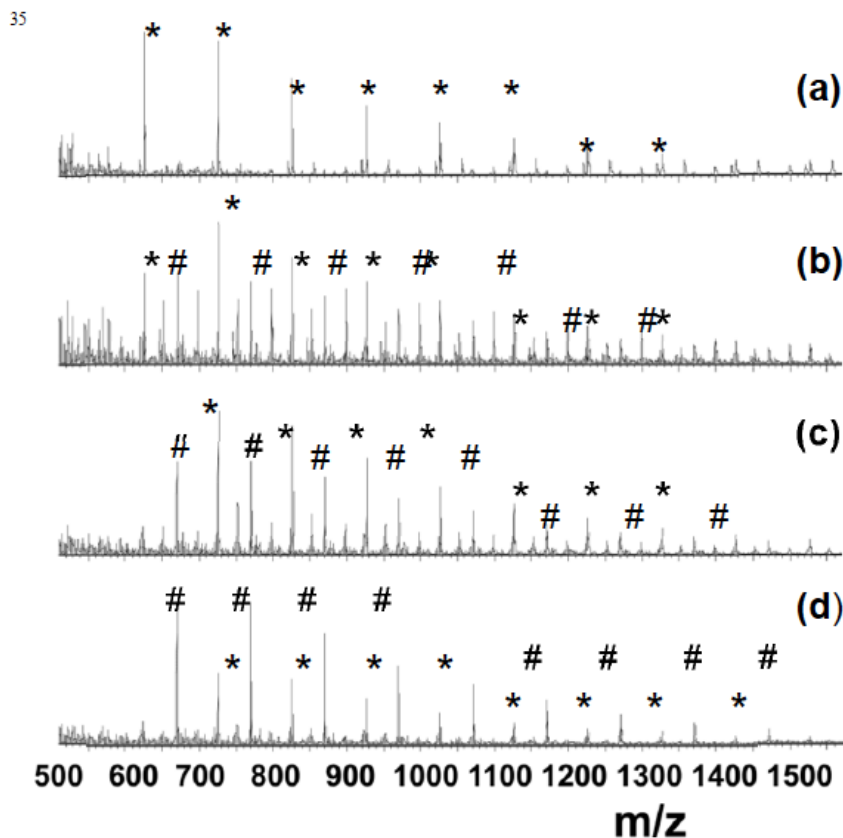 35
* * * * * * * * (a)
* * # * # # * # # * * # * # * # * (b)
* # # * # * # * # * # * # * # (c)
# # # # * * * * # # # # * * * * (d)
500 600 700 800 900 1000 1100 1200 1300 1400 1500
m/z